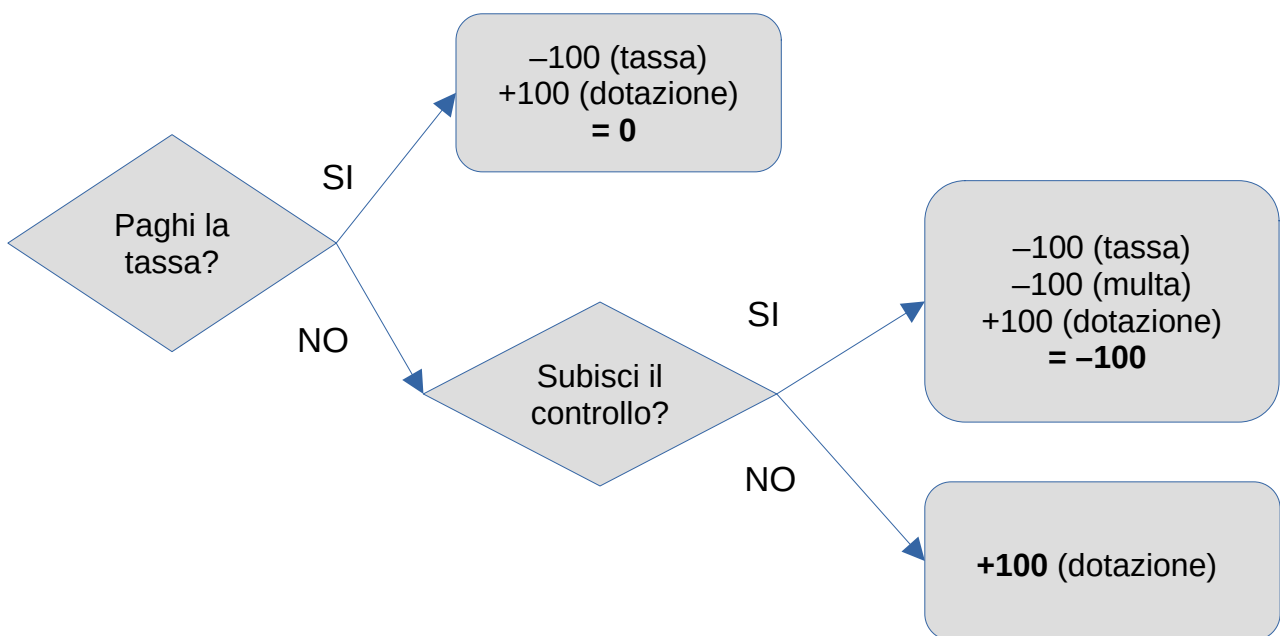 –100 (tassa)
+100 (dotazione)
= 0
SI
Paghi la
tassa?
NO
–100 (tassa)
–100 (multa)
+100 (dotazione)
= –100
SI
Subisci il
controllo?
NO
+100 (dotazione)